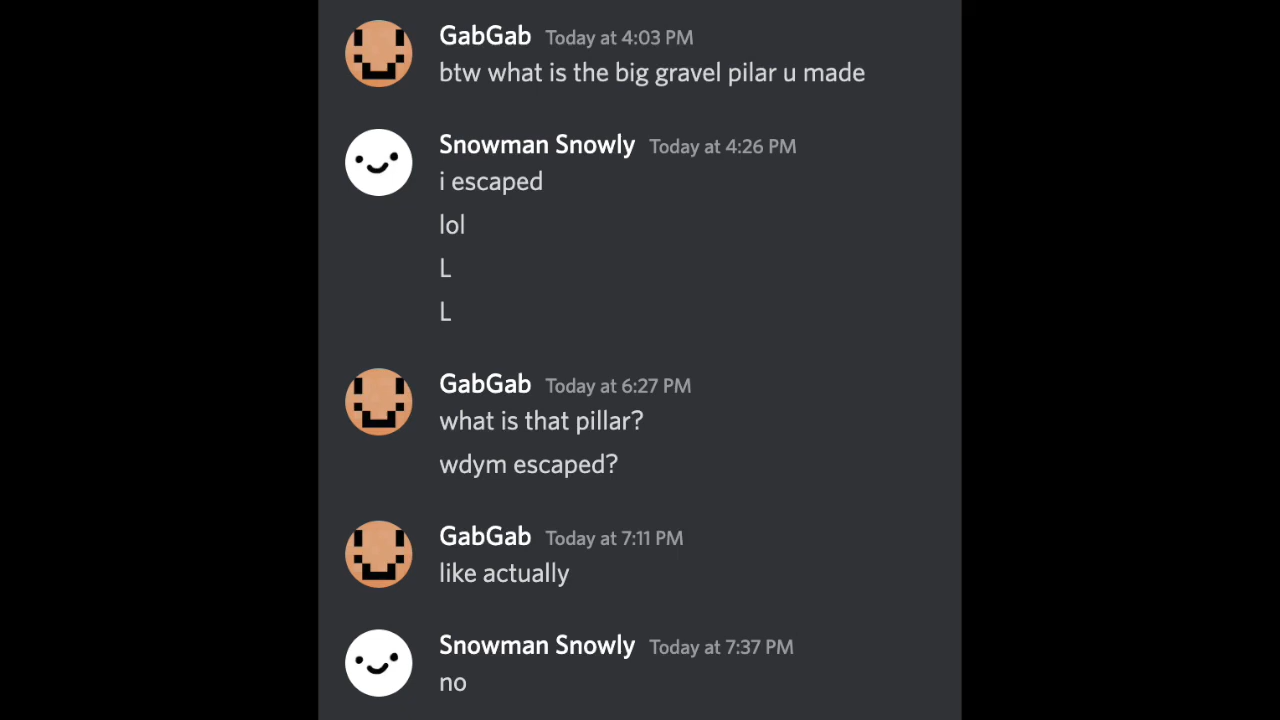 GabGab Today at 4:03 PM
btw what is the big gravel pilar u made
Snowman Snowly Today at 4:26 PM
i escaped
lol
L
L
GabGab Today at 6:27 PM
what is that pillar?
wdym escaped?
GabGab Today at 7:11 PM
like actually
Snowman Snowly Today at 7:37 PM
no